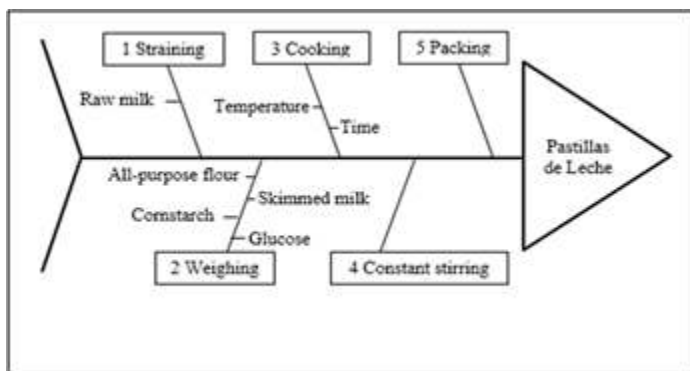 1 Straining
3 Cooking
5 Packing
Raw milk
Temperature
Time
Pastillas
de Leche
All-purpose flour
Skimmed milk
Cornstarch
Glucose
2 Weighing
4 Constant stirring